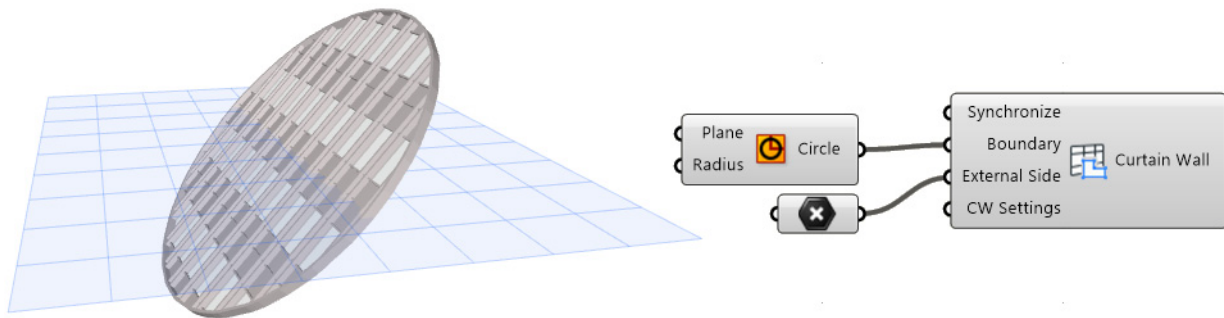 Plane
Radius
Circle
Synchronize
Boundary
External Side
CW Settings
Curtain Wall